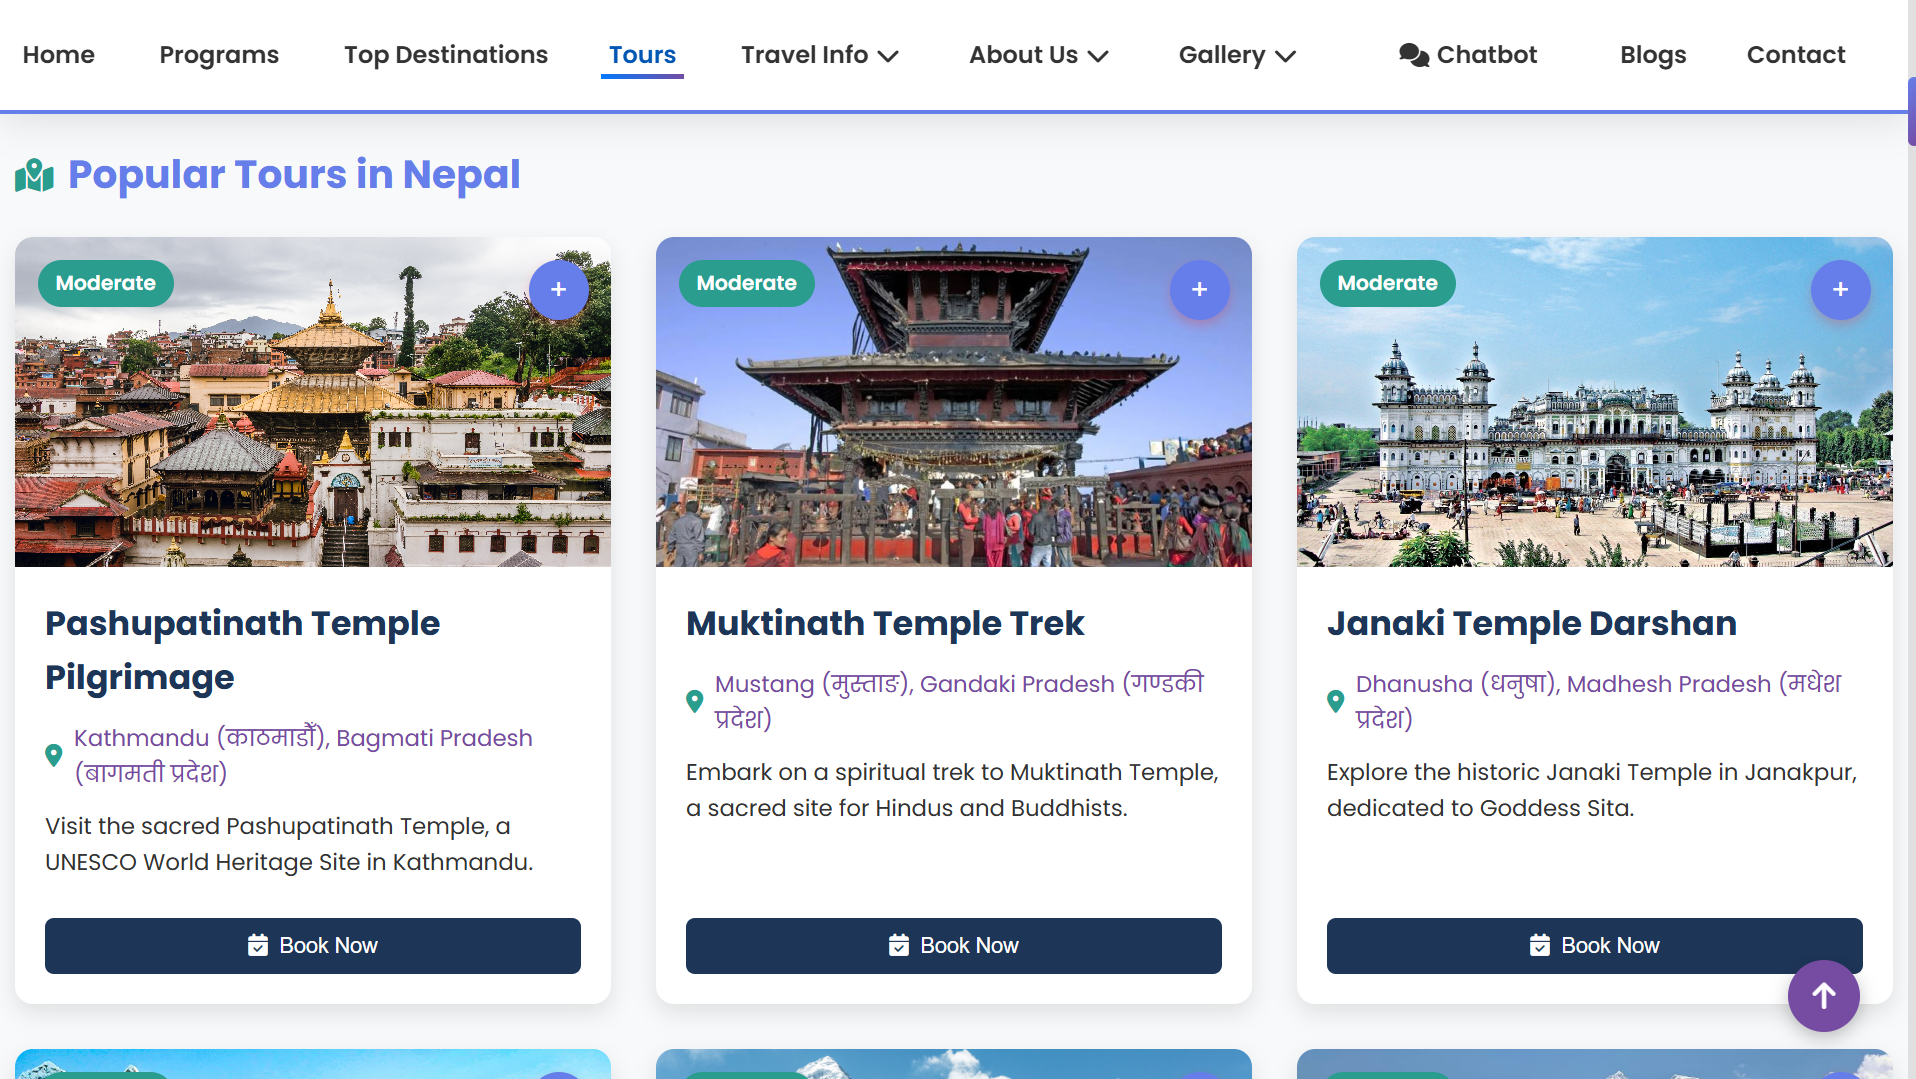 Home Programs Top Destinations Tours Travel Info About Us Gallery Chatbot Blogs Contact
Popular Tours in Nepal
Moderate
+
Pashupatinath Temple
Pilgrimage
Kathmandu (काठमाडौँ), Bagmati Pradesh
(बागमती प्रदेश)
Visit the sacred Pashupatinath Temple, a
UNESCO World Heritage Site in Kathmandu.
Book Now
Moderate
+
Muktinath Temple Trek
Mustang (मुस्ताङ), Gandaki Pradesh (गण्डकी
प्रदेश)
Embark on a spiritual trek to Muktinath Temple,
a sacred site for Hindus and Buddhists.
Book Now
Moderate
+
Janaki Temple Darshan
Dhanusha (धनुषा), Madhesh Pradesh (मधेश
प्रदेश)
Explore the historic Janaki Temple in Janakpur,
dedicated to Goddess Sita.
Book Now